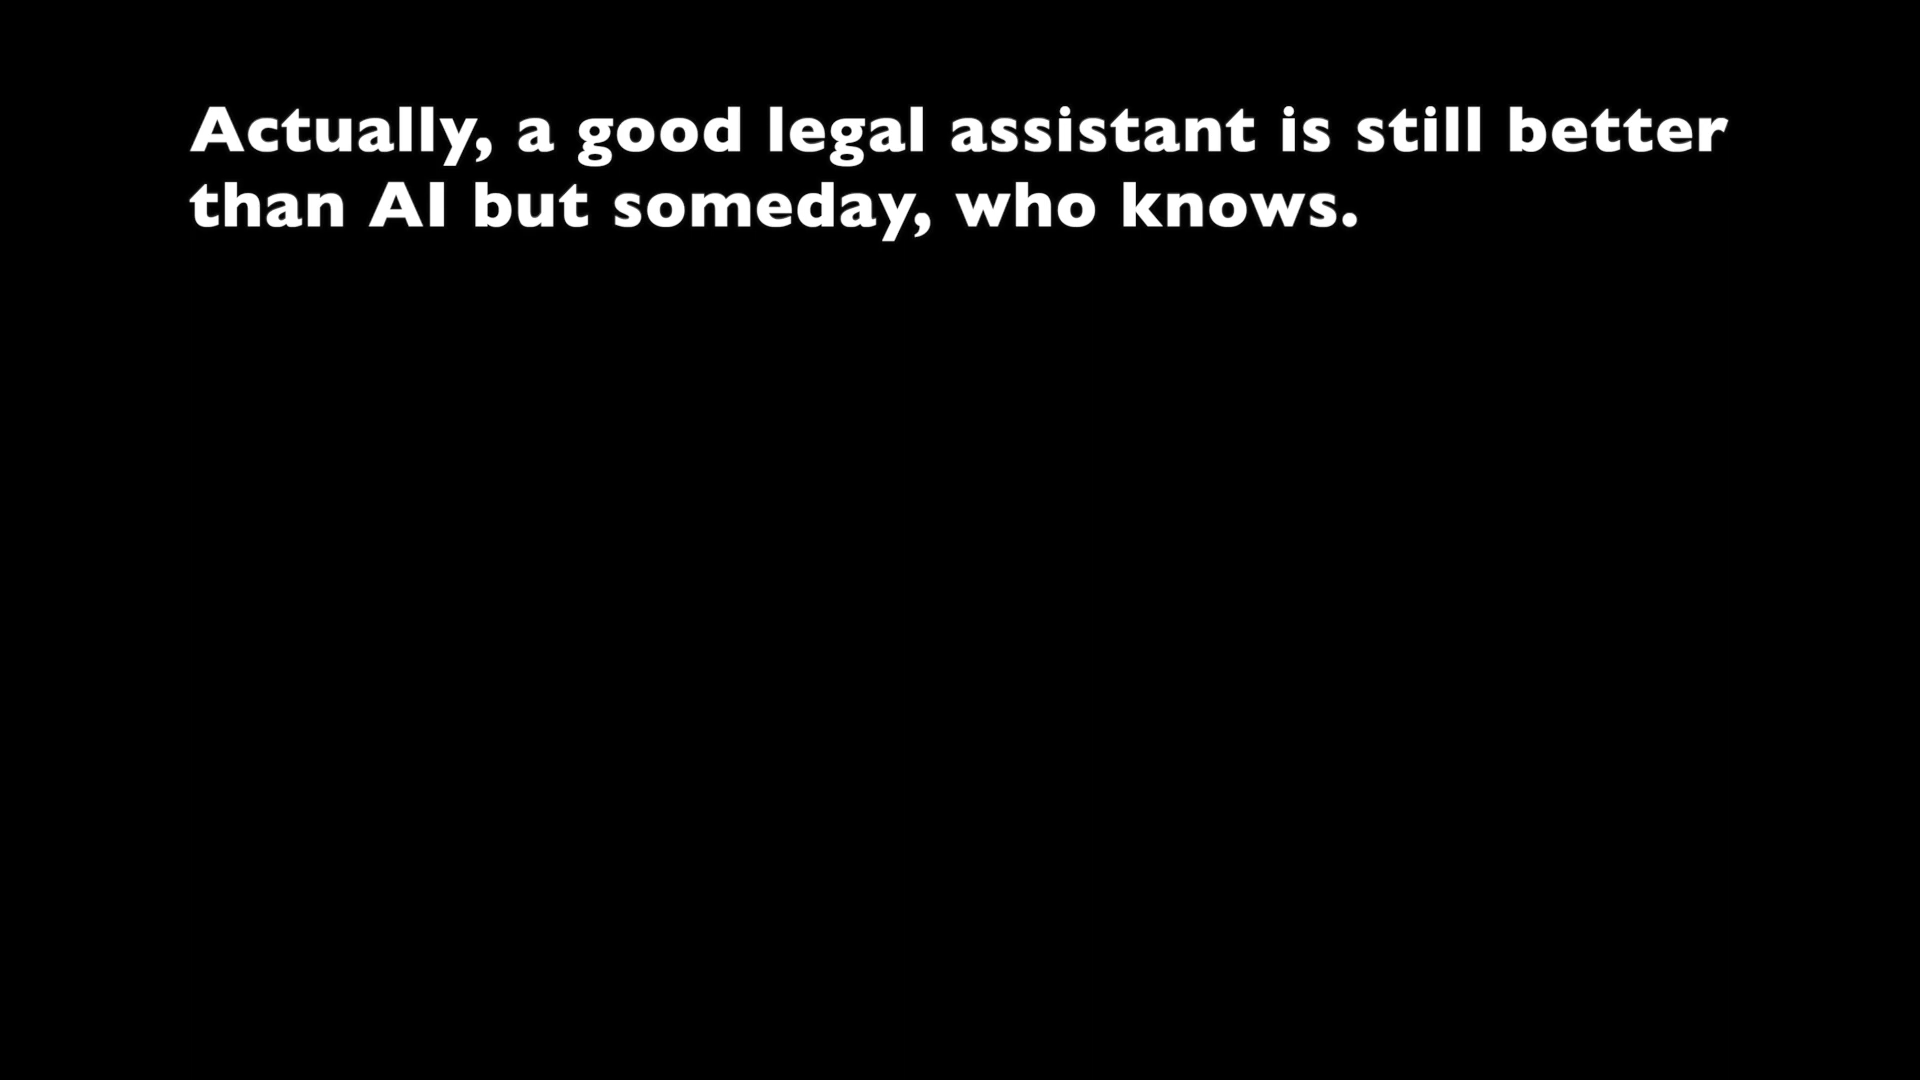 Actually, a good legal assistant is still better
than AI but someday, who knows.